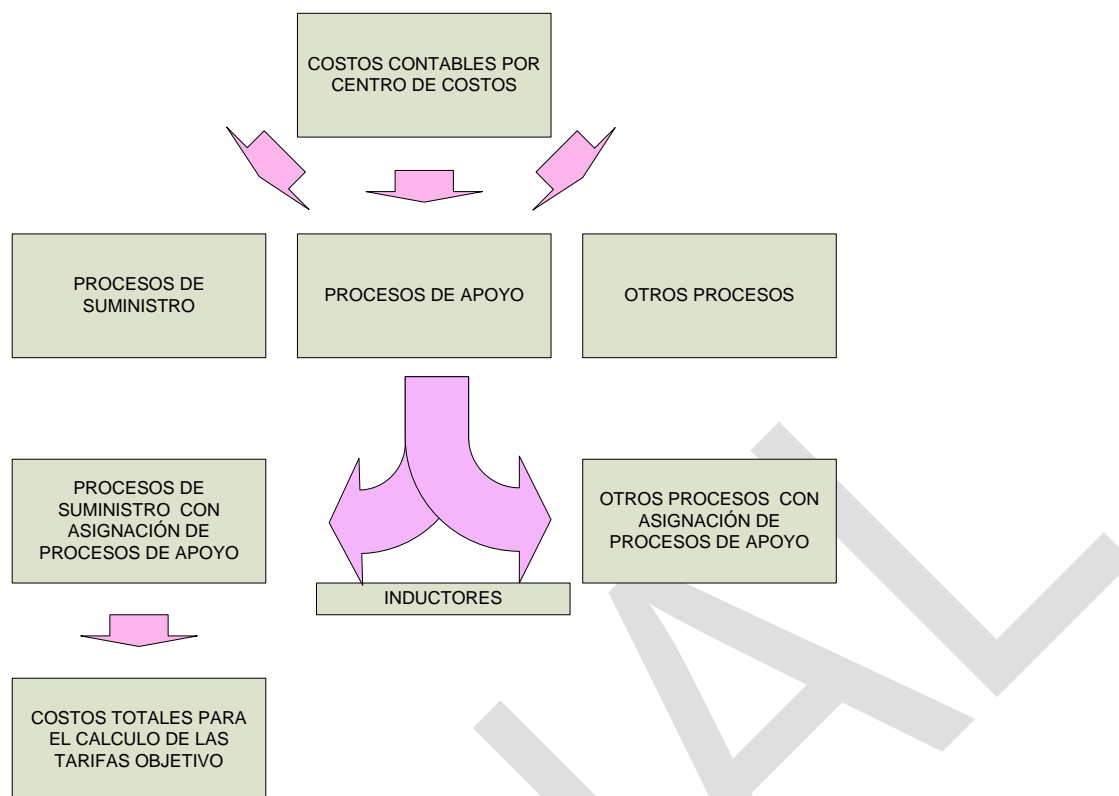 COSTOS CONTABLES POR
CENTRO DE COSTOS
PROCESOS DE
SUMINISTRO
PROCESOS DE APOYO
OTROS PROCESOS
PROCESOS DE
SUMINISTRO CON
ASIGNACIÓN DE
PROCESOS DE APOYO
OTROS PROCESOS CON
ASIGNACIÓN DE
PROCESOS DE APOYO
INDUCTORES
COSTOS TOTALES PARA
EL CALCULO DE LAS
TARIFAS OBJETIVO